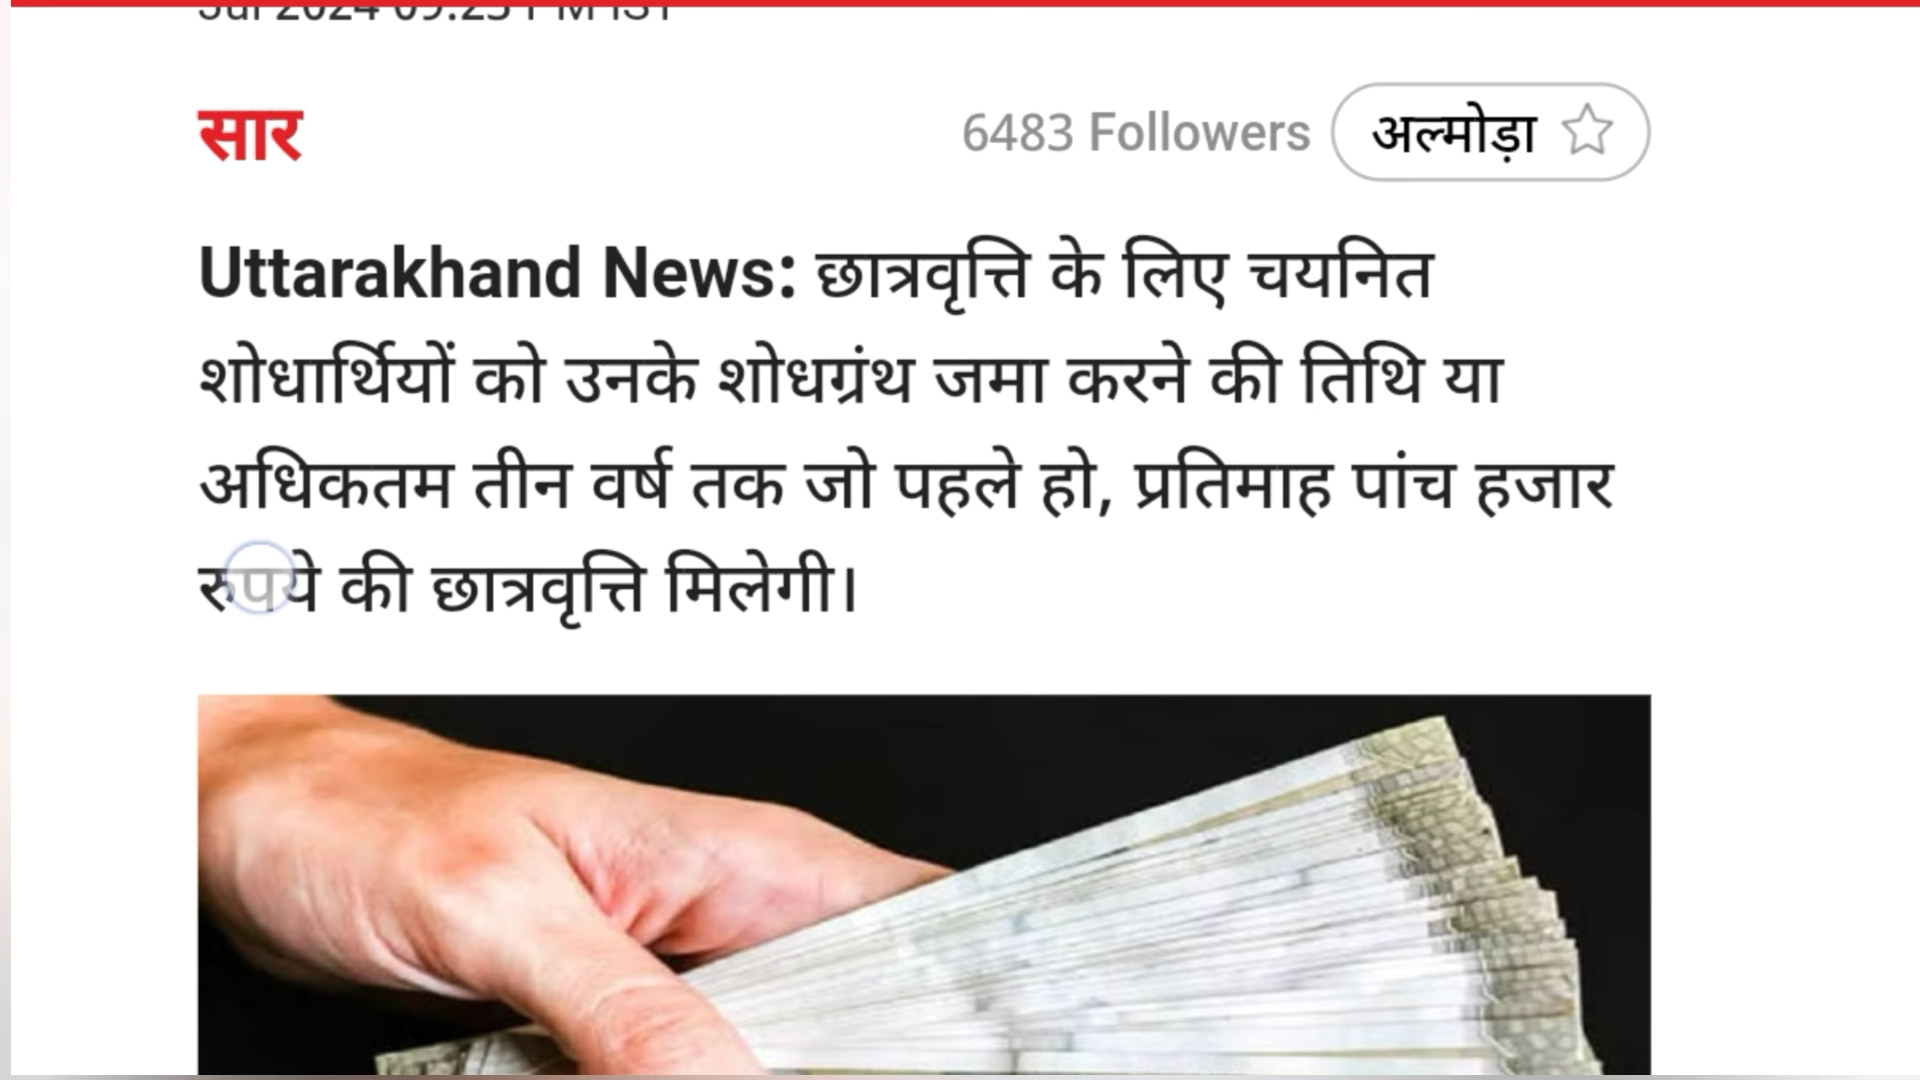 सार
6483 Followers
अल्मोड़ा
Uttarakhand News: छात्रवृत्ति के लिए चयनित
शोधार्थियों को उनके शोधग्रंथ जमा करने की तिथि या
अधिकतम तीन वर्ष तक जो पहले हो, प्रतिमाह पांच हजार
रुपये की छात्रवृत्ति मिलेगी।